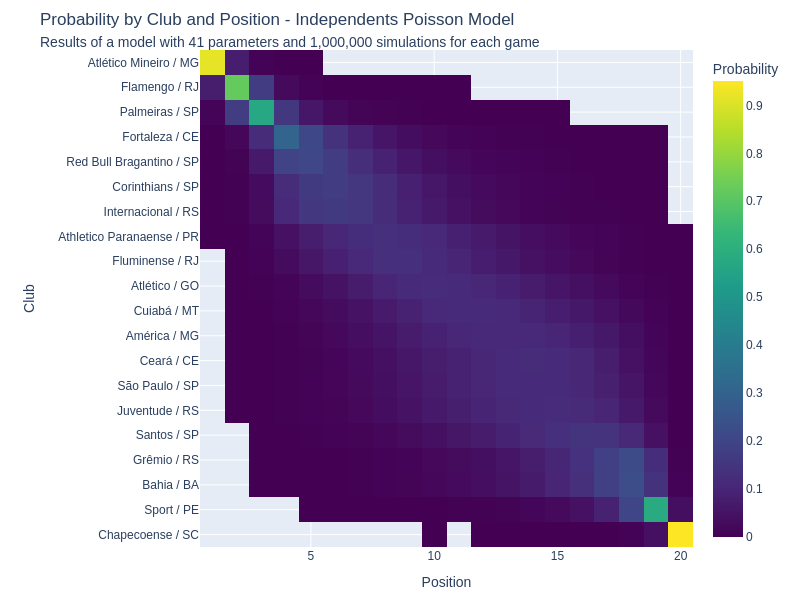 Probability by Club and Position - Independents Poisson Model
Results of a model with 41 parameters and 1,000,000 simulations for each game
Probability
Atlético Mineiro / MG
Flamengo / RJ
Palmeiras / SP
Fortaleza / CE
Red Bull Bragantino / SP
Corinthians / SP
Internacional / RS
Athletico Paranaense / PR
Fluminense / RJ
Atlético / GO
Cuiabá / MT
América / MG
Ceará / CE
São Paulo / SP
Juventude / RS
Santos / SP
Grêmio / RS
Bahia / BA
Sport / PE
Chapecoense / SC
Club
5
10
15
20
Position
0.9
0.8
0.7
0.6
0.5
0.4
0.3
0.2
0.1
0